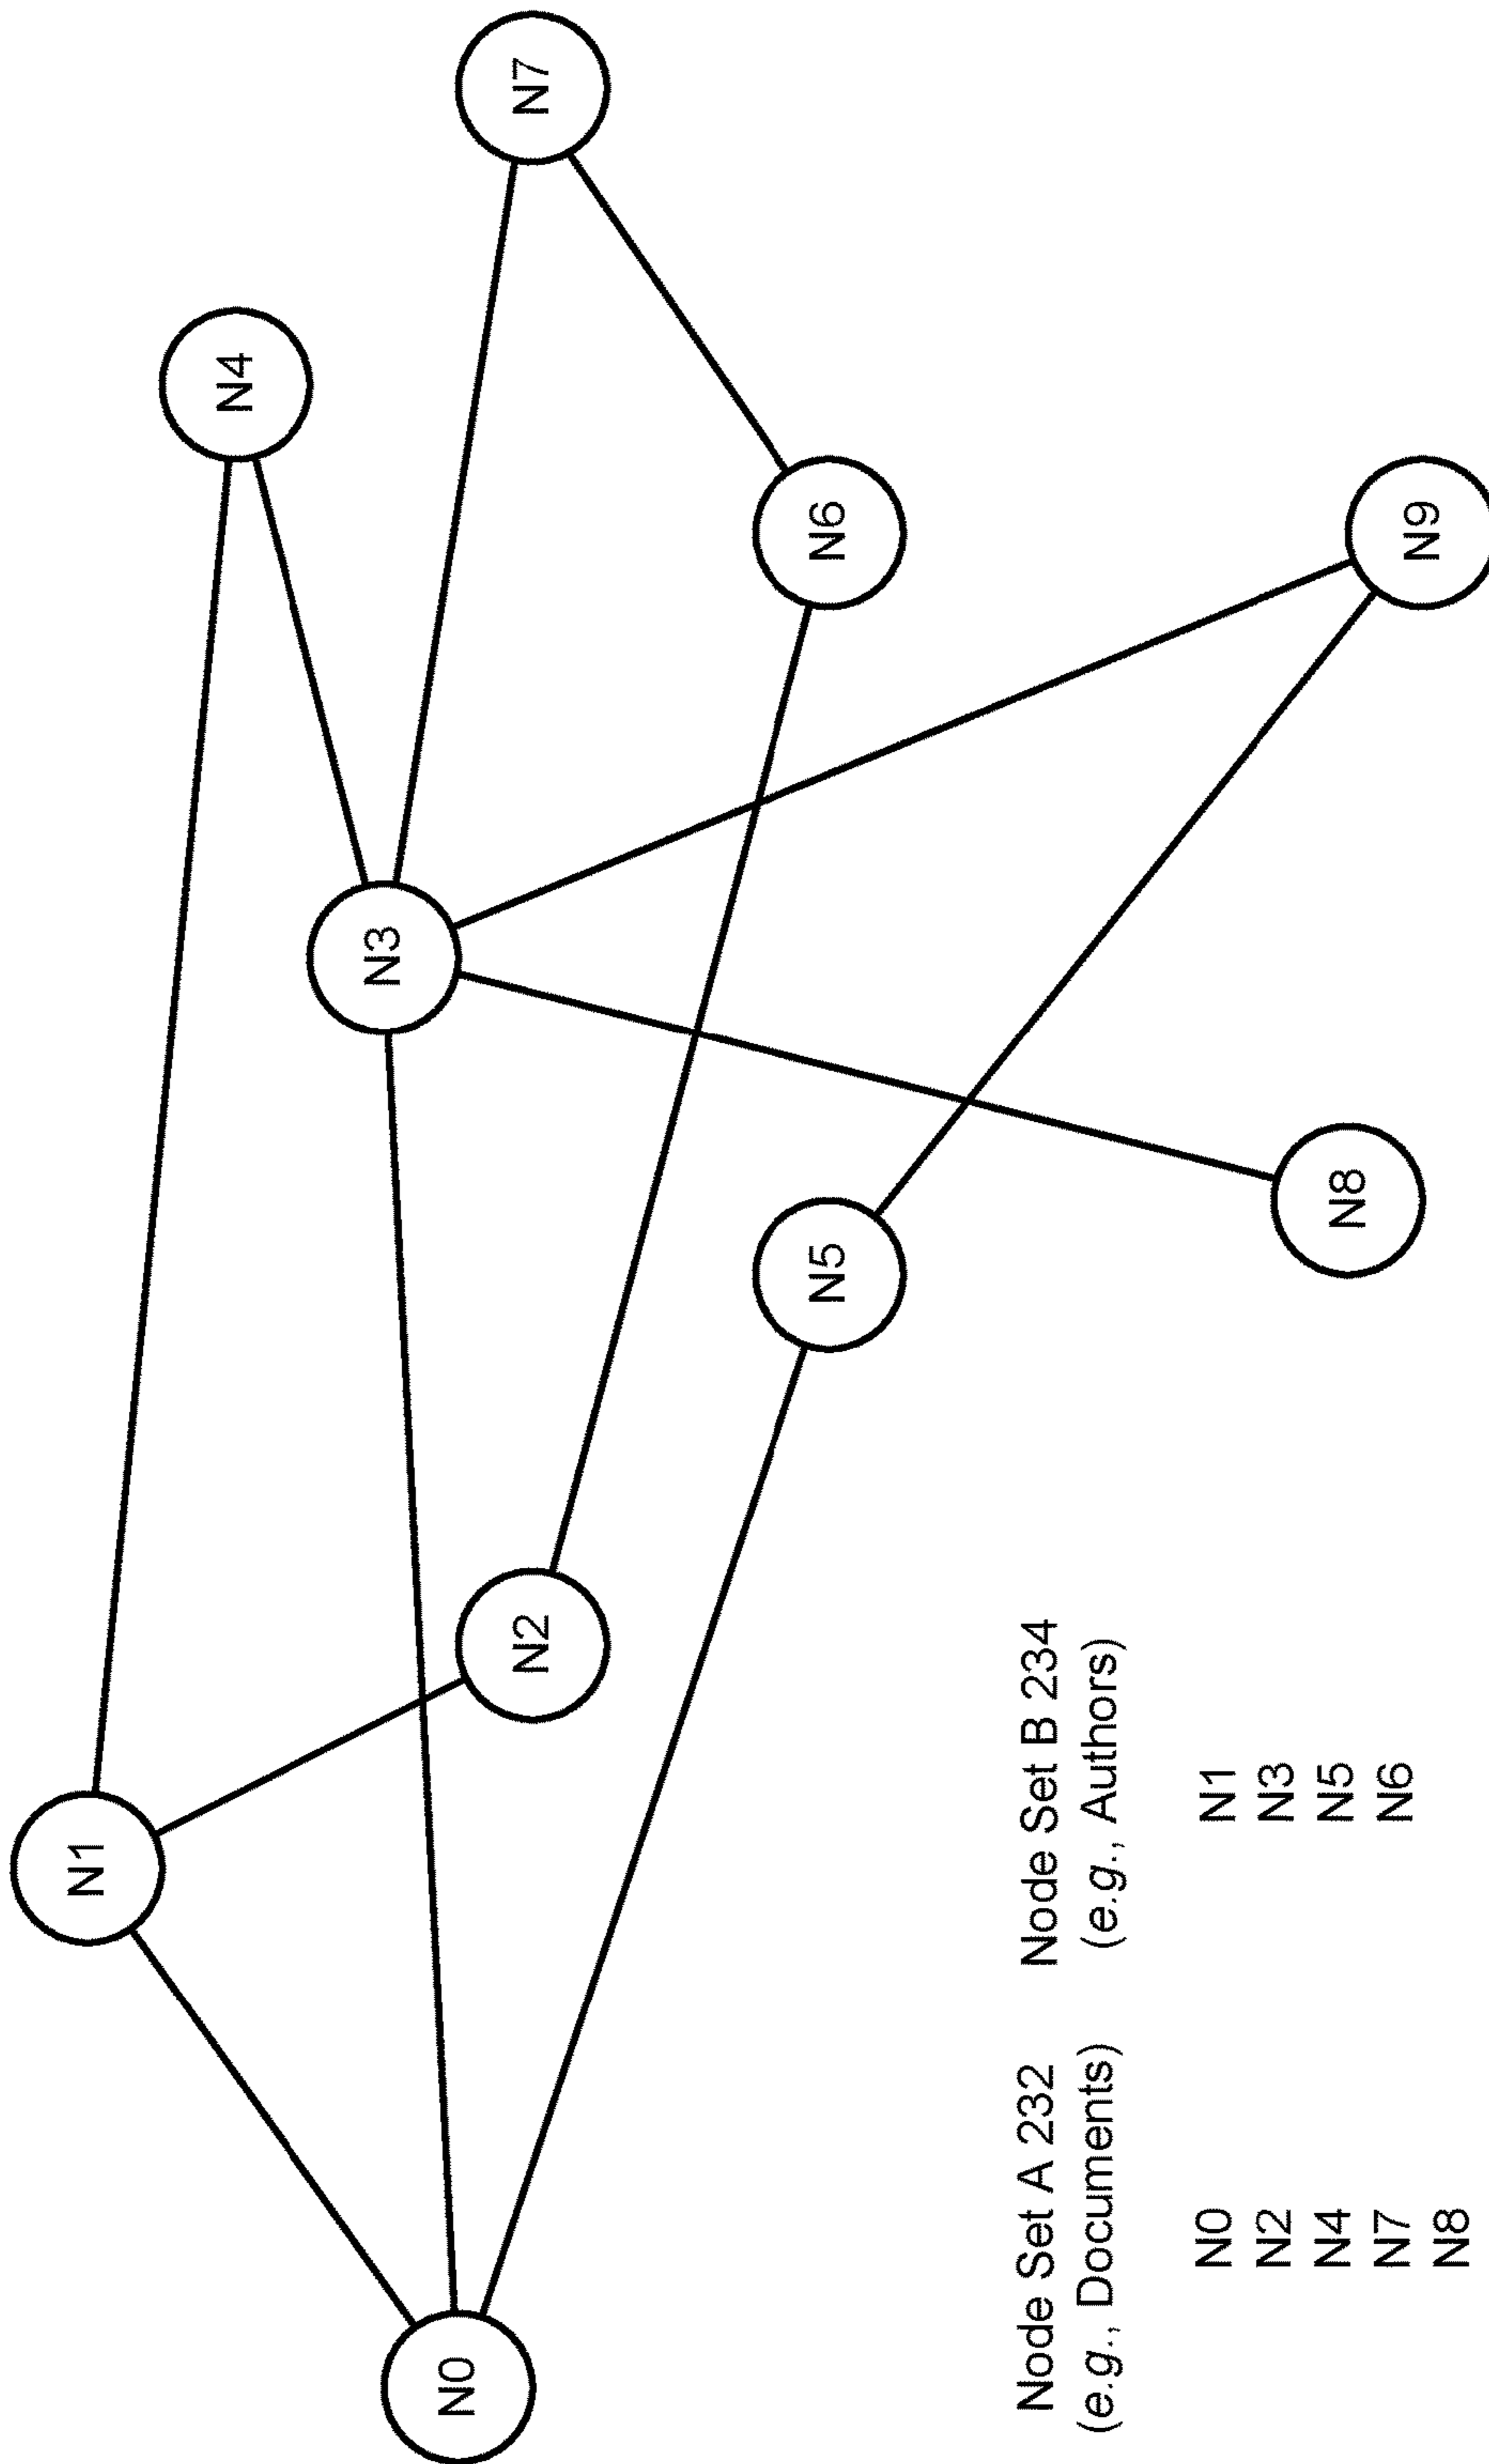 N1
N4
N0
N3
N7
N2
N5
N6
N8
N9
Node Set A 232
(e.g., Documents)
N0
N2
N4
N7
N8
Node Set B 234
(e.g., Authors)
N1
N3
N5
N6